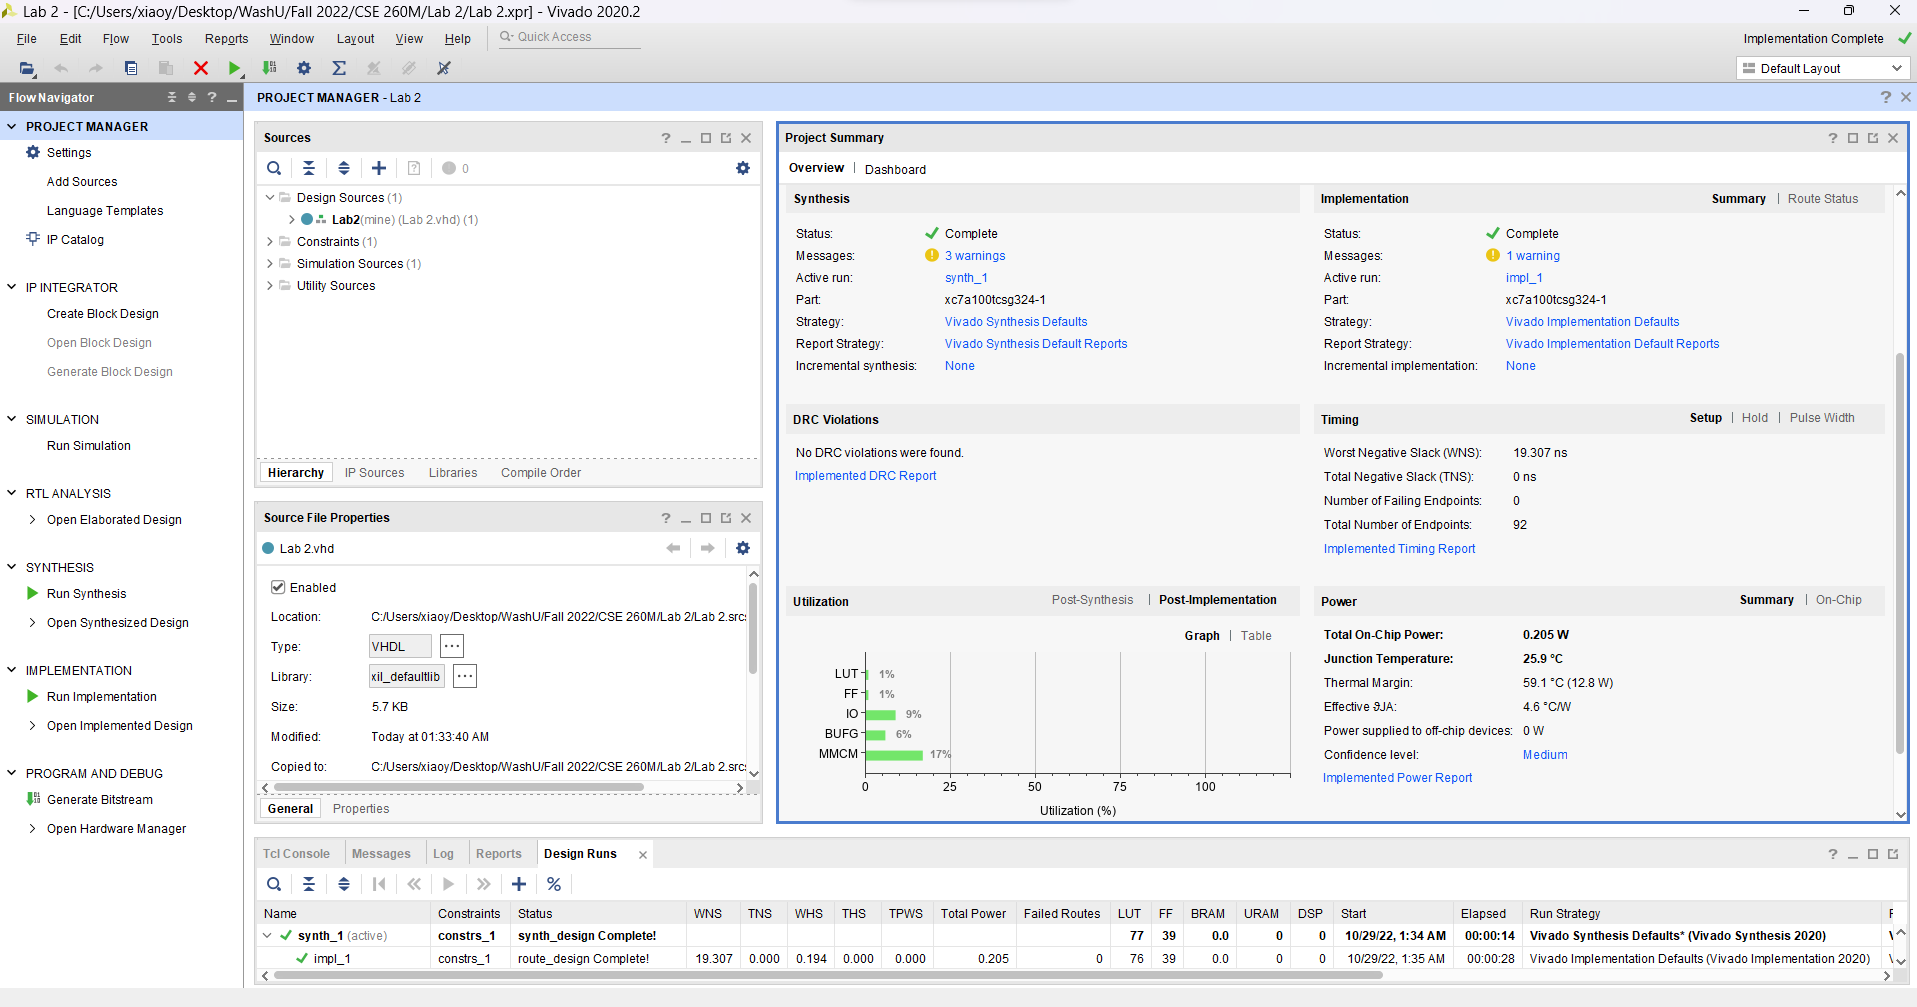 Lab 2 - [C:/Users/xiaoy/Desktop/WashU/Fall 2022/CSE 260M/Lab 2/Lab 2.xpr] - Vivado 2020.2
File Edit Flow Tools Reports Window Layout View Help Quick Access
Implementation Complete
Default Layout
Flow Navigator
PROJECT MANAGER
Settings
Add Sources
Language Templates
IP Catalog
IP INTEGRATOR
Create Block Design
Open Block Design
Generate Block Design
SIMULATION
Run Simulation
RTL ANALYSIS
Open Elaborated Design
SYNTHESIS
Run Synthesis
Open Synthesized Design
IMPLEMENTATION
Run Implementation
Open Implemented Design
PROGRAM AND DEBUG
Generate Bitstream
Open Hardware Manager
PROJECT MANAGER - Lab 2
Sources
0
Design Sources (1)
Lab2(mine) (Lab 2.vhd) (1)
Constraints (1)
Simulation Sources (1)
Utility Sources
Hierarchy IP Sources Libraries Compile Order
Source File Properties
Lab 2.vhd
Enabled
Location: C:/Users/xiaoy/Desktop/WashU/Fall 2022/CSE 260M/Lab 2/Lab 2.srcs
Type: VHDL ...
Library: xil_defaultlib ...
Size: 5.7 KB
Modified: Today at 01:33:40 AM
Copied to: C:/Users/xiaoy/Desktop/WashU/Fall 2022/CSE 260M/Lab 2/Lab 2.srcs
General Properties
Project Summary
Overview | Dashboard
Synthesis
Status: Complete
Messages: 3 warnings
Active run: synth_1
Part: xc7a100tcsg324-1
Strategy: Vivado Synthesis Defaults
Report Strategy: Vivado Synthesis Default Reports
Incremental synthesis: None
Implementation Summary | Route Status
Status: Complete
Messages: 1 warning
Active run: impl_1
Part: xc7a100tcsg324-1
Strategy: Vivado Implementation Defaults
Report Strategy: Vivado Implementation Default Reports
Incremental implementation: None
DRC Violations
No DRC violations were found.
Implemented DRC Report
Timing Setup | Hold | Pulse Width
Worst Negative Slack (WNS): 19.307 ns
Total Negative Slack (TNS): 0 ns
Number of Failing Endpoints: 0
Total Number of Endpoints: 92
Implemented Timing Report
Utilization Post-Synthesis | Post-Implementation
Graph | Table
LUT 1%
FF 1%
IO 9%
BUFG 6%
MMCM 17%
0 25 50 75 100
Utilization (%)
Power Summary | On-Chip
Total On-Chip Power: 0.205 W
Junction Temperature: 25.9 °C
Thermal Margin: 59.1 °C (12.8 W)
Effective ϑJA: 4.6 °C/W
Power supplied to off-chip devices: 0 W
Confidence level: Medium
Implemented Power Report
Tcl Console Messages Log Reports Design Runs
Name Constraints Status WNS TNS WHS THS TPWS Total Power Failed Routes LUT FF BRAM URAM DSP Start Elapsed Run Strategy
synth_1 (active) constrs_1 synth_design Complete! 77 39 0.0 0 0 10/29/22, 1:34 AM 00:00:14 Vivado Synthesis Defaults* (Vivado Synthesis 2020)
impl_1 constrs_1 route_design Complete! 19.307 0.000 0.194 0.000 0.000 0.205 0 76 39 0.0 0 0 10/29/22, 1:35 AM 00:00:28 Vivado Implementation Defaults (Vivado Implementation 2020)